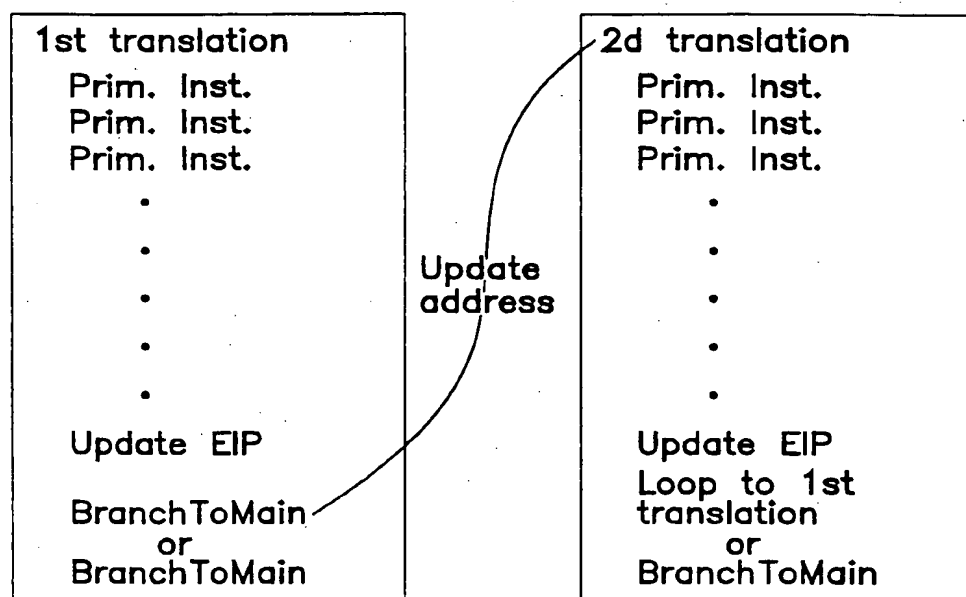 1st translation
Prim. Inst.
Prim. Inst.
Prim. Inst.
Update EIP
BranchToMain
or
BranchToMain
Update
address
2d translation
Prim. Inst.
Prim. Inst.
Prim. Inst.
Update EIP
Loop to 1st
translation
or
BranchToMain